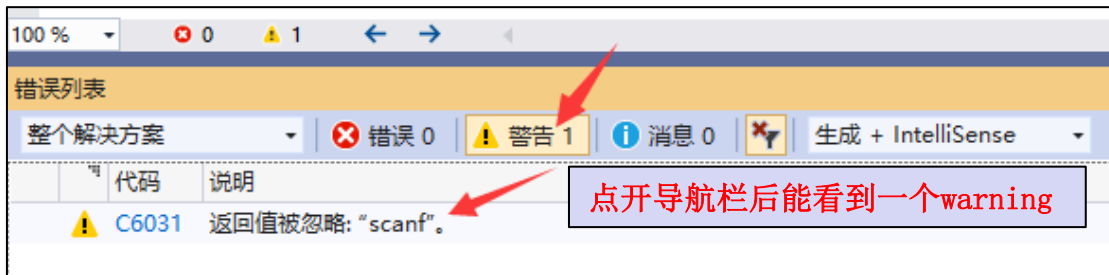 100 % 0 1
错误列表
整个解决方案 错误 0 警告 1 消息 0 生成 + IntelliSense
代码 说明
点开导航栏后能看到一个warning
C6031 返回值被忽略: “scanf”。